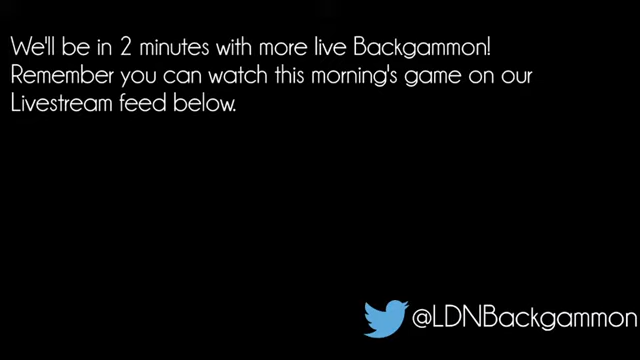 We'll be in 2 minutes with more live Backgammon!
Remember you can watch this morning's game on our
Livestream feed below.
@LDNBackgammon